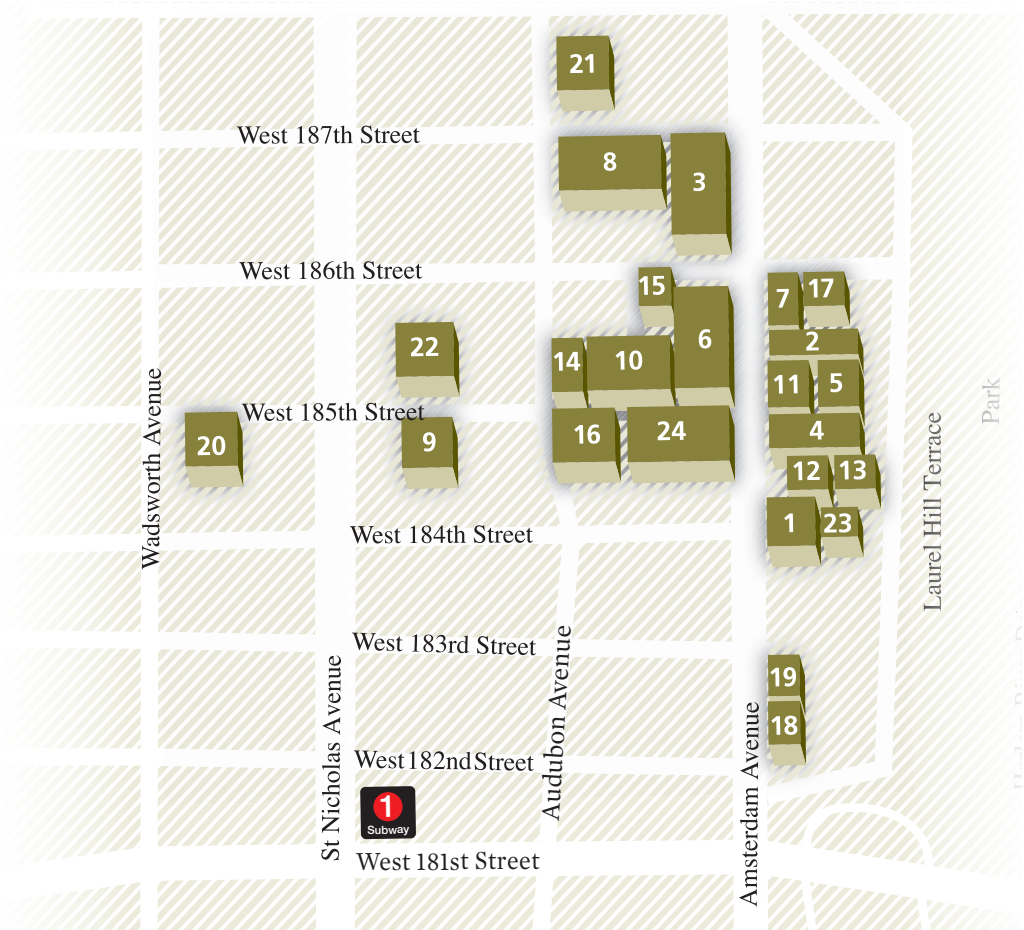 21
West 187th Street
8
3
West 186th Street
15
7
17
6
2
22
14
10
11
5
Park
West 185th Street
20
9
16
24
4
12
13
Wadsworth Avenue
Laurel Hill Terrace
1
23
West 184th Street
West 183rd Street
St Nicholas Avenue
Audubon Avenue
19
18
Amsterdam Avenue
West 182nd Street
1
Subway
West 181st Street